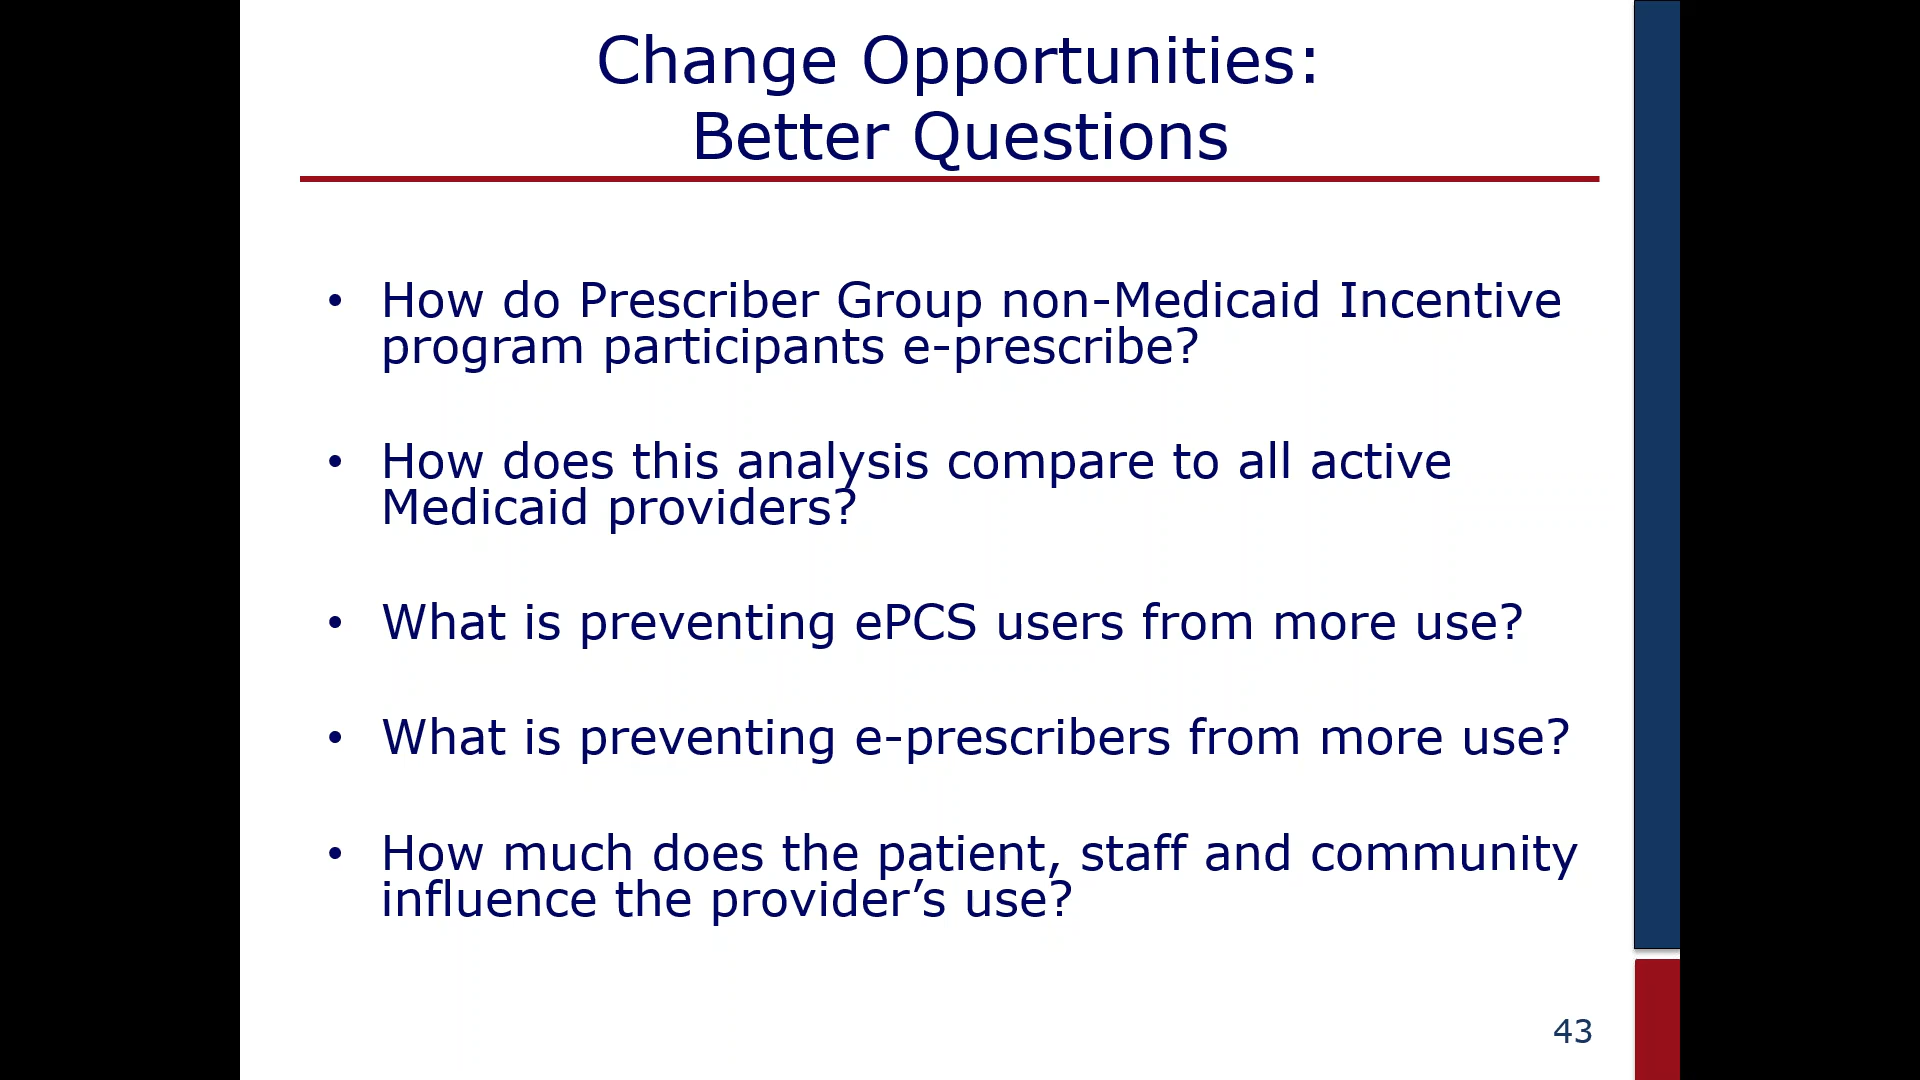 Change Opportunities:
Better Questions
• How do Prescriber Group non-Medicaid Incentive
program participants e-prescribe?
• How does this analysis compare to all active
Medicaid providers?
• What is preventing ePCS users from more use?
• What is preventing e-prescribers from more use?
• How much does the patient, staff and community
influence the provider’s use?
43